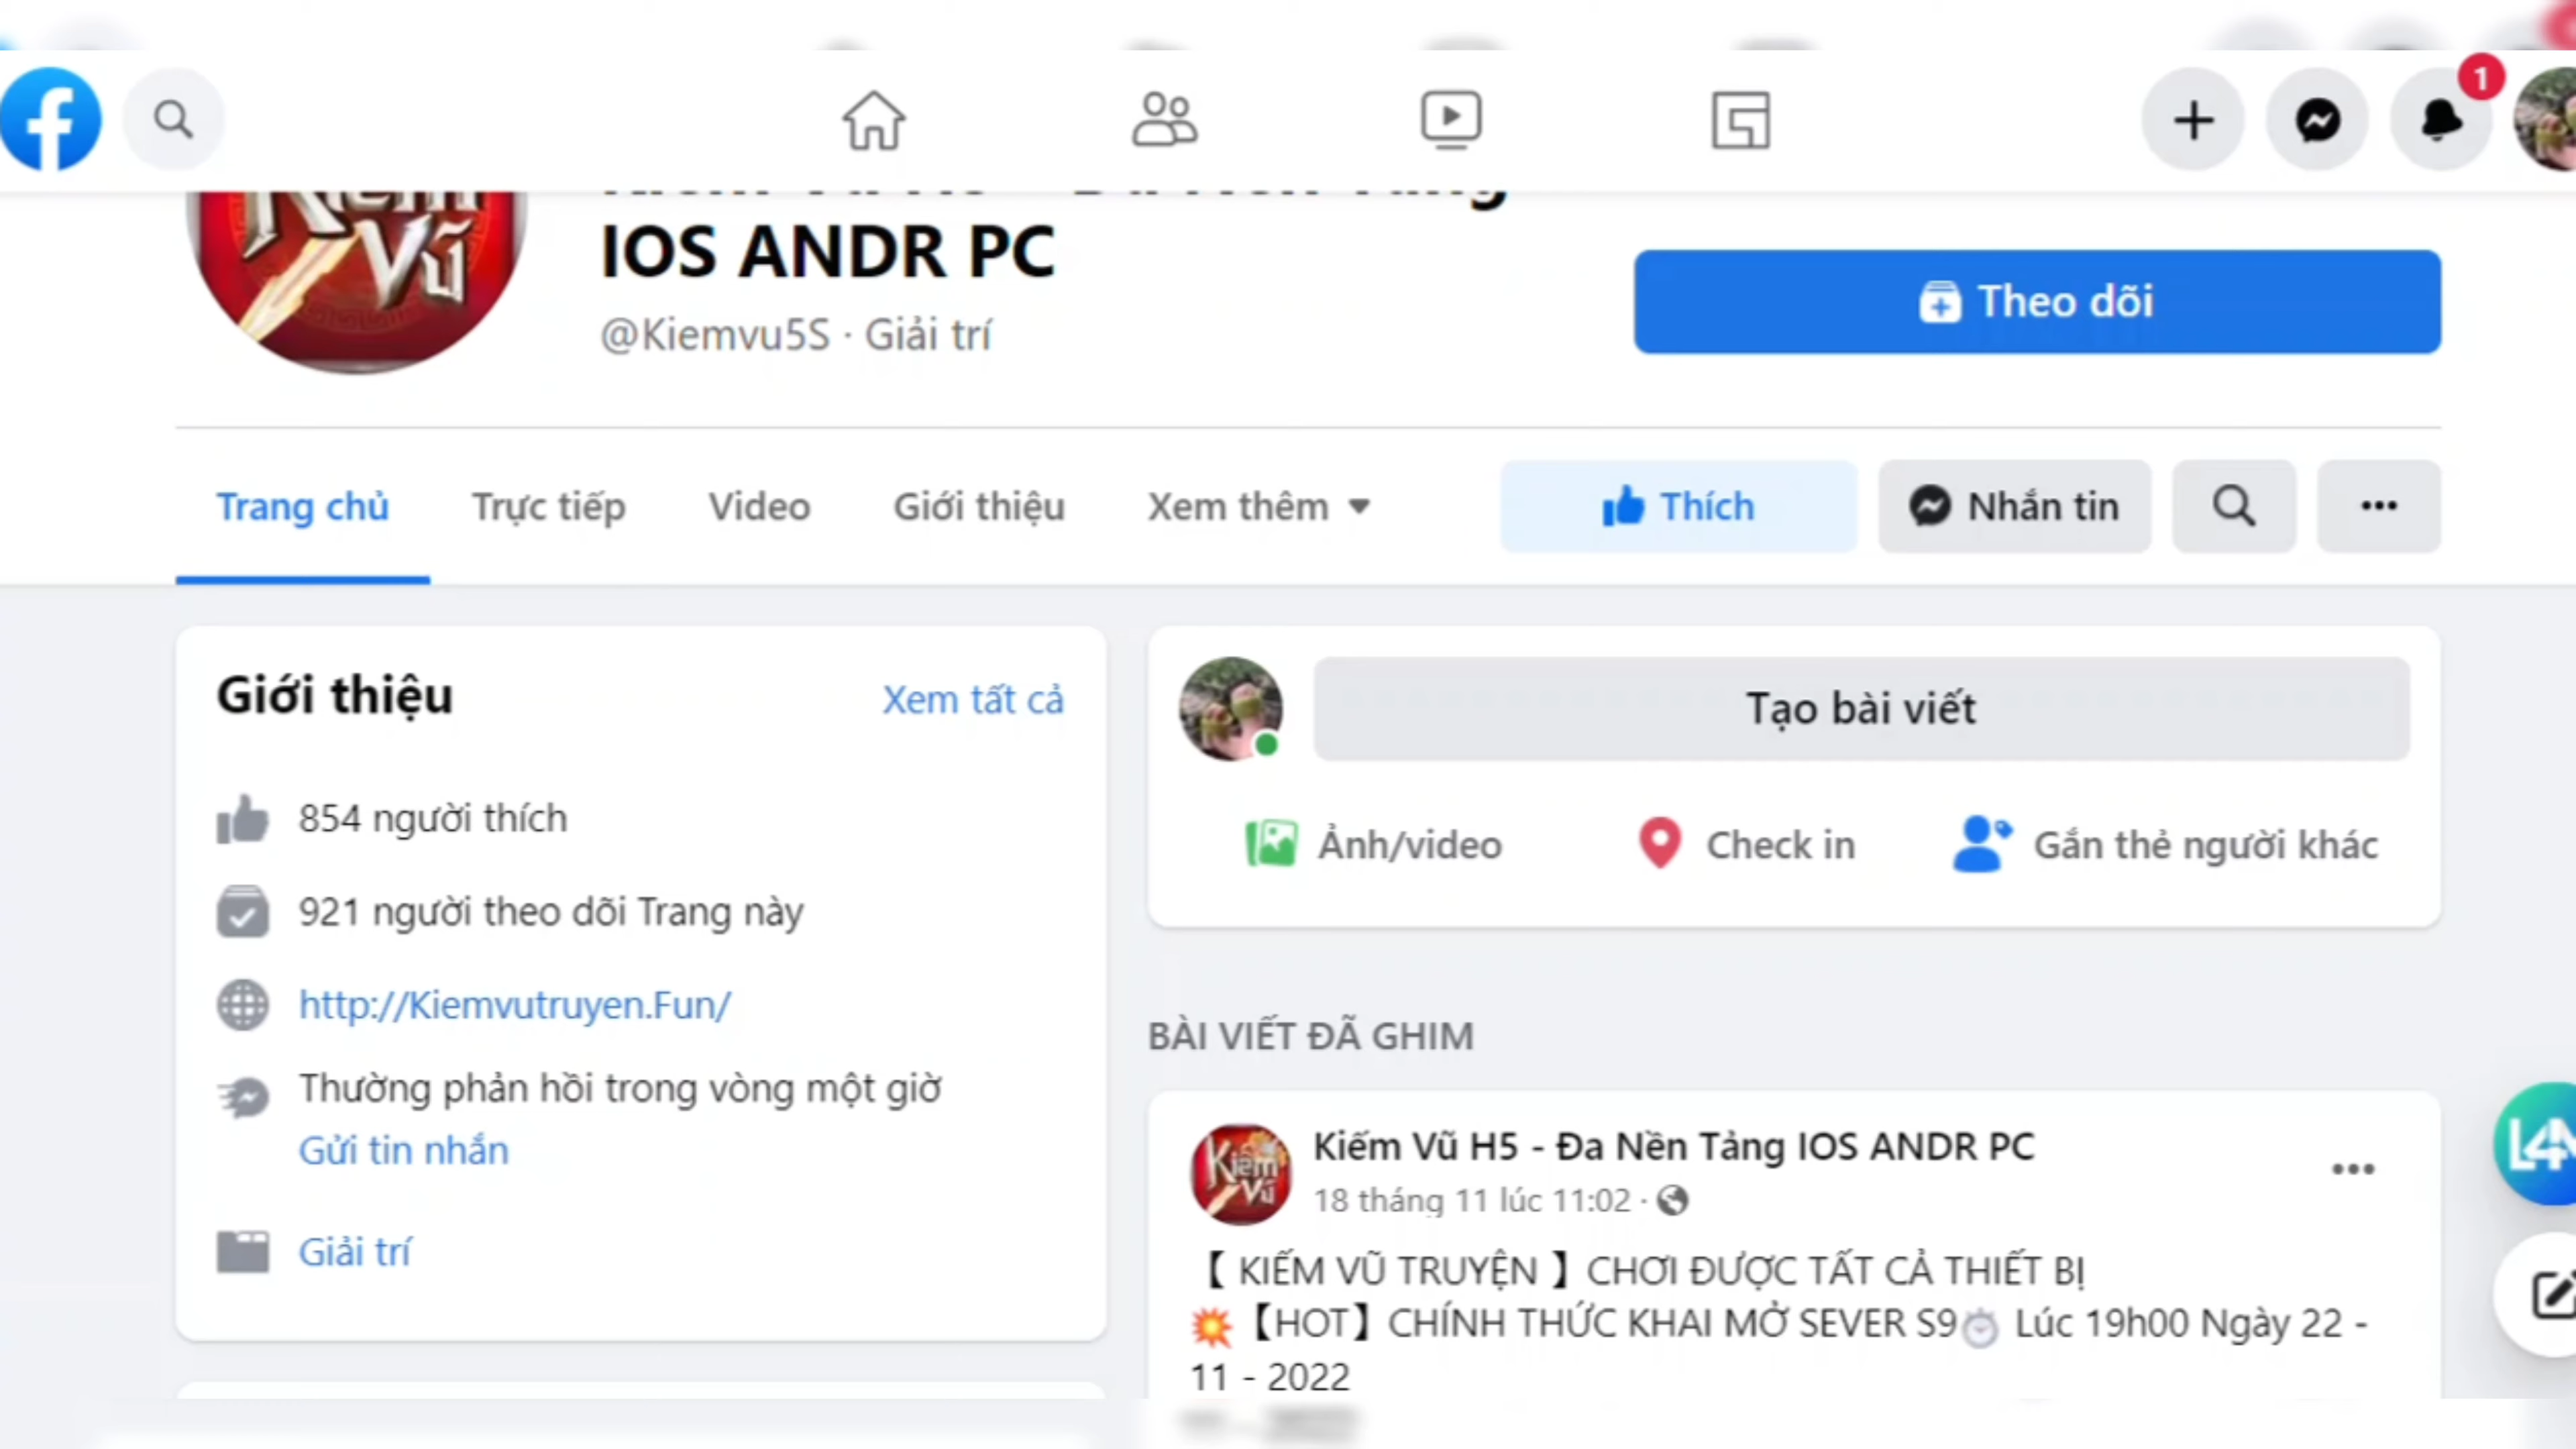 1
Kiếm Vũ
IOS ANDR PC
@Kiemvu5S · Giải trí
Theo dõi
Trang chủ
Trực tiếp
Video
Giới thiệu
Xem thêm
Thích
Nhắn tin
Giới thiệu
Xem tất cả
854 người thích
921 người theo dõi Trang này
http://Kiemvutruyen.Fun/
Thường phản hồi trong vòng một giờ
Gửi tin nhắn
Giải trí
Tạo bài viết
Ảnh/video
Check in
Gắn thẻ người khác
BÀI VIẾT ĐÃ GHIM
Kiếm Vũ
Kiếm Vũ H5 - Đa Nền Tảng IOS ANDR PC
18 tháng 11 lúc 11:02 ·
【 KIẾM VŨ TRUYỆN 】CHƠI ĐƯỢC TẤT CẢ THIẾT BỊ
💥【HOT】CHÍNH THỨC KHAI MỞ SEVER S9⏱ Lúc 19h00 Ngày 22 -
11 - 2022